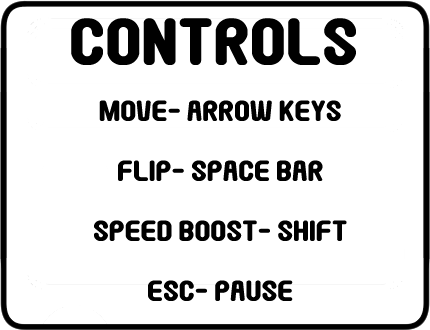 CONTROLS
MOVE- ARROW KEYS
FLIP- SPACE BAR
SPEED BOOST- SHIFT
ESC- PAUSE